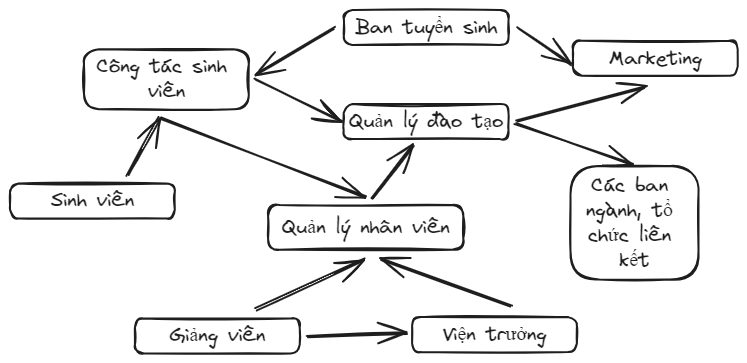 Ban tuyển sinh
Marketing
Công tác sinh
viên
Quản lý đào tạo
Sinh viên
Các ban
ngành, tổ
chức liên
kết
Quản lý nhân viên
Giảng viên
Viện trưởng